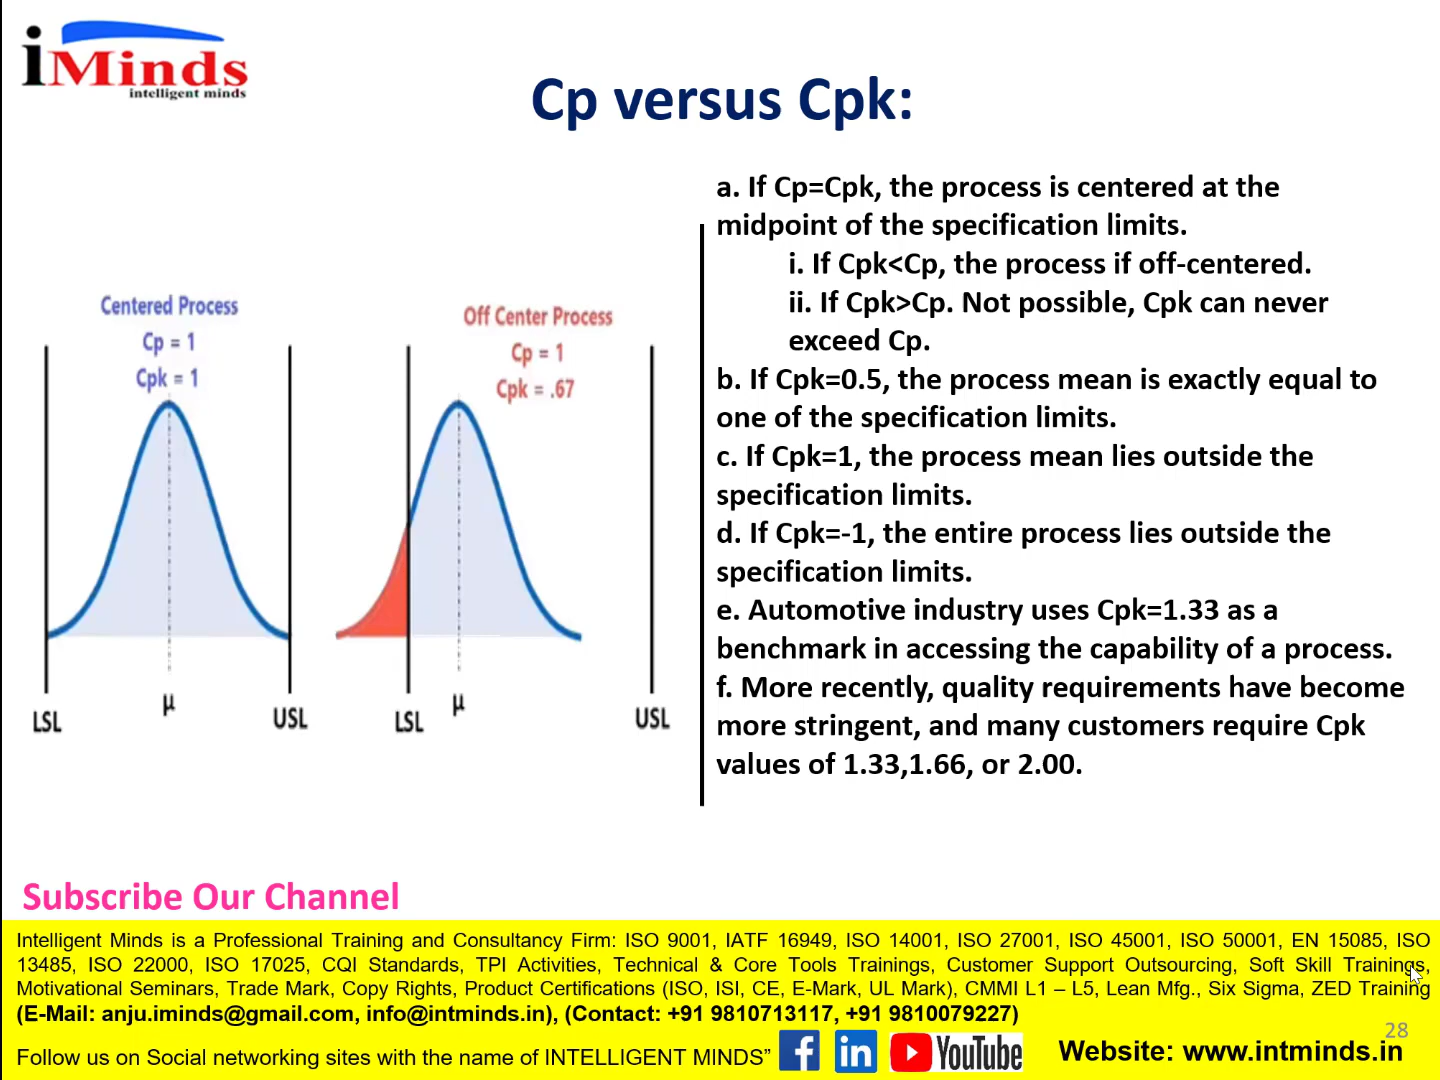 iMinds
intelligent minds
Cp versus Cpk:
Centered Process
Cp = 1
Cpk = 1
LSL
μ
USL
Off Center Process
Cp = 1
Cpk = .67
LSL
μ
USL
a. If Cp=Cpk, the process is centered at the
midpoint of the specification limits.
i. If Cpk<Cp, the process if off-centered.
ii. If Cpk>Cp. Not possible, Cpk can never
exceed Cp.
b. If Cpk=0.5, the process mean is exactly equal to
one of the specification limits.
c. If Cpk=1, the process mean lies outside the
specification limits.
d. If Cpk=-1, the entire process lies outside the
specification limits.
e. Automotive industry uses Cpk=1.33 as a
benchmark in accessing the capability of a process.
f. More recently, quality requirements have become
more stringent, and many customers require Cpk
values of 1.33,1.66, or 2.00.
Subscribe Our Channel
Intelligent Minds is a Professional Training and Consultancy Firm: ISO 9001, IATF 16949, ISO 14001, ISO 27001, ISO 45001, ISO 50001, EN 15085, ISO
13485, ISO 22000, ISO 17025, CQI Standards, TPI Activities, Technical & Core Tools Trainings, Customer Support Outsourcing, Soft Skill Trainings,
Motivational Seminars, Trade Mark, Copy Rights, Product Certifications (ISO, ISI, CE, E-Mark, UL Mark), CMMI L1 – L5, Lean Mfg., Six Sigma, ZED Training
(E-Mail: anju.iminds@gmail.com, info@intminds.in), (Contact: +91 9810713117, +91 9810079227)
28
Follow us on Social networking sites with the name of INTELLIGENT MINDS” f in YouTube Website: www.intminds.in